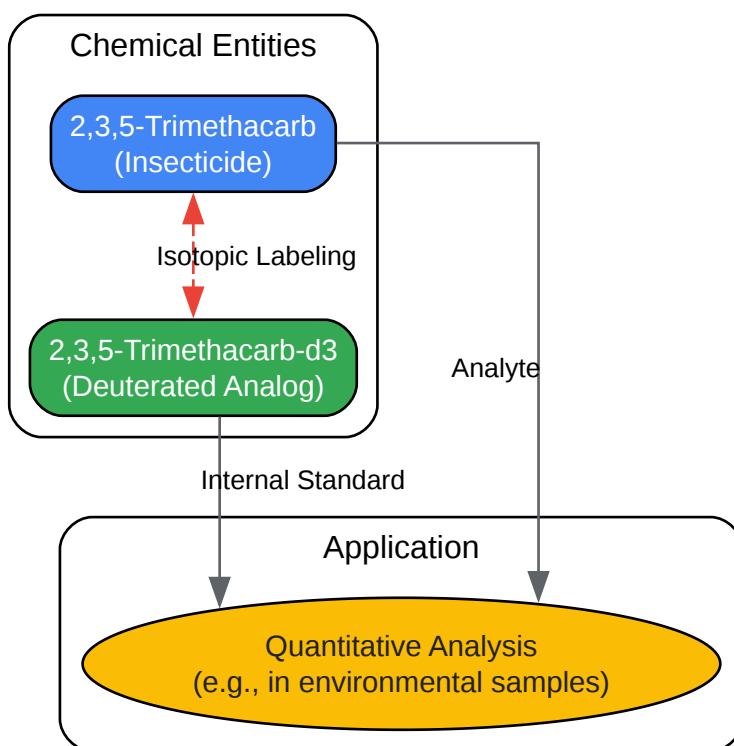 Chemical Entities
2,3,5-Trimethacarb
(Insecticide)
Isotopic Labeling
2,3,5-Trimethacarb-d3
(Deuterated Analog)
Analyte
Internal Standard
Application
Quantitative Analysis
(e.g., in environmental samples)